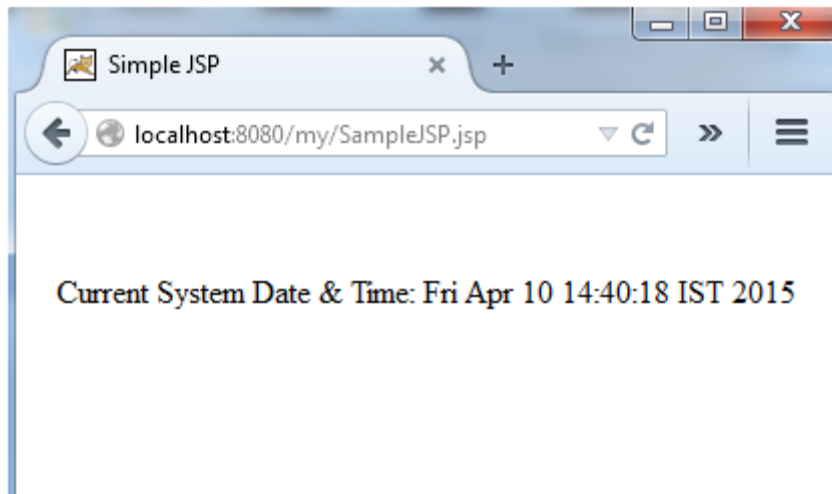 Simple JSP
localhost:8080/my/SampleJSP.jsp
Current System Date & Time: Fri Apr 10 14:40:18 IST 2015